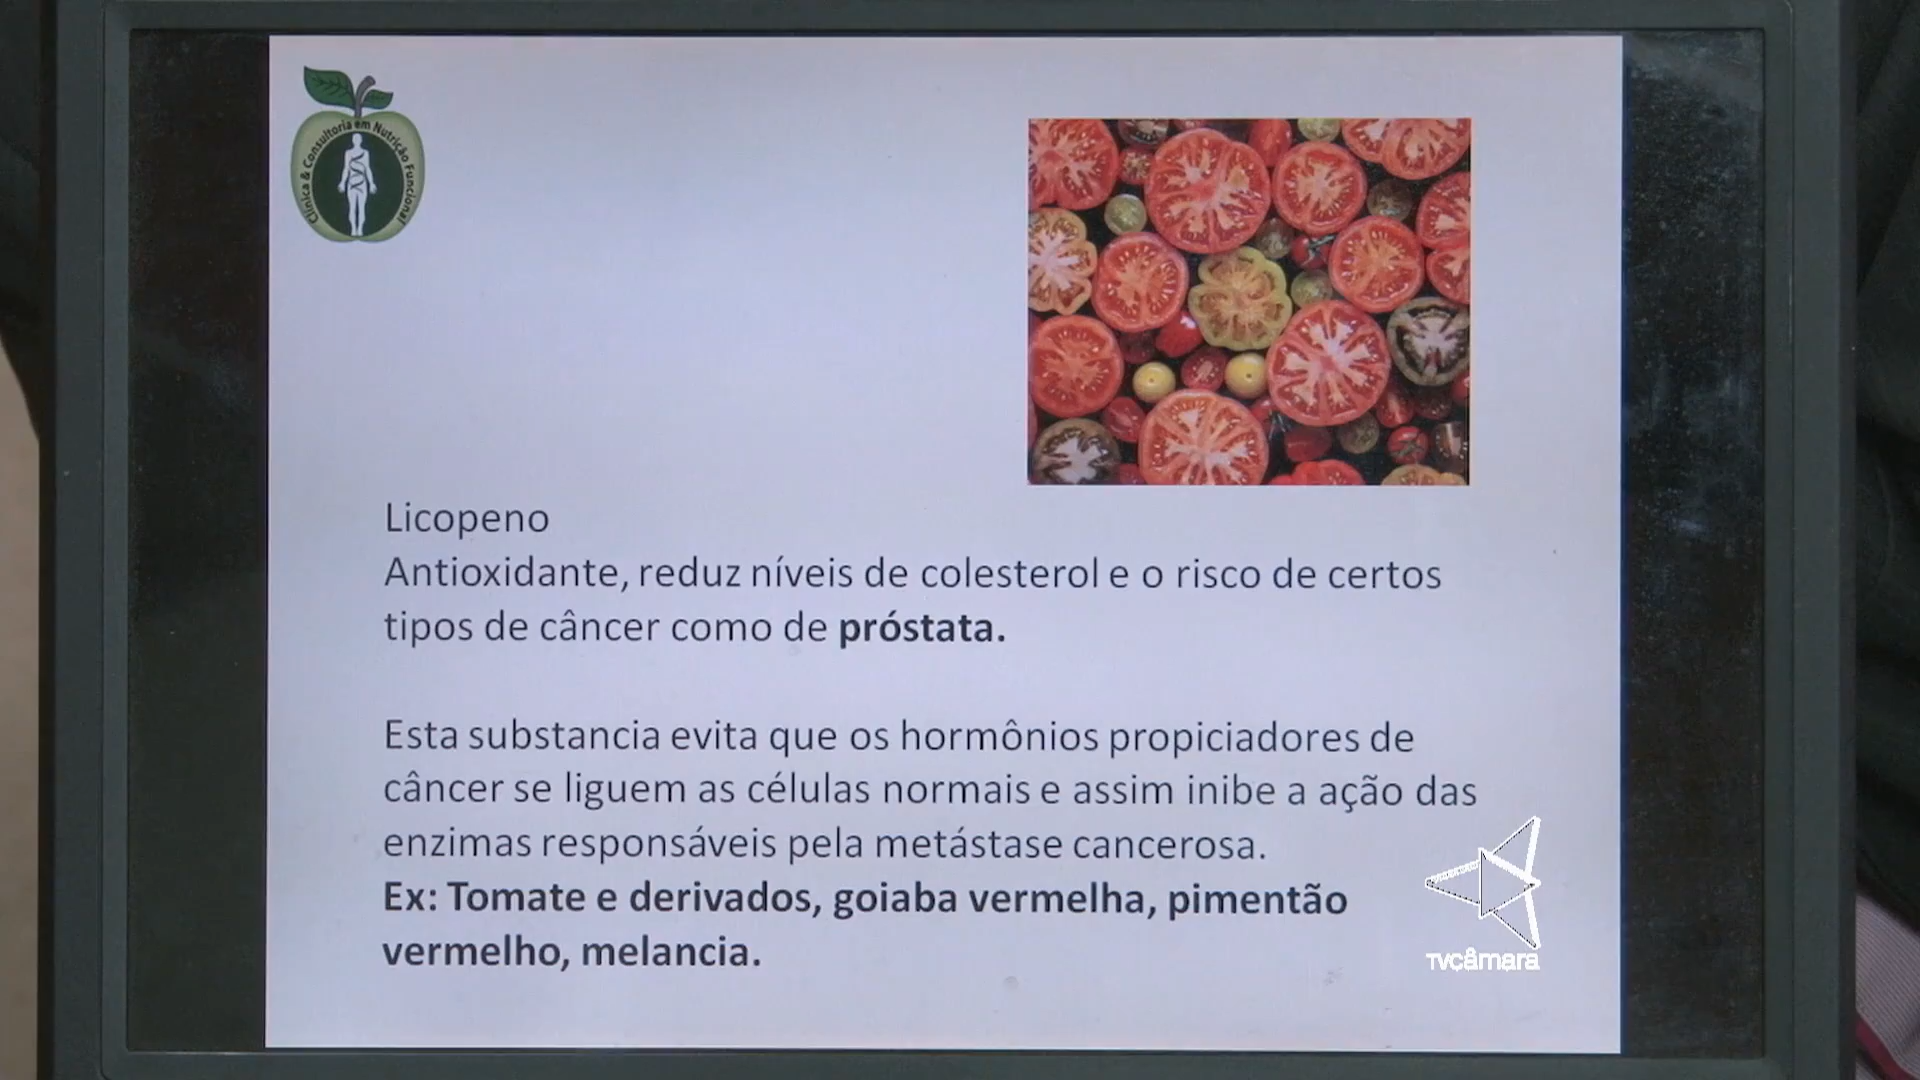 Clínica & Consultoria em Nutrição Funcional
Licopeno
Antioxidante, reduz níveis de colesterol e o risco de certos
tipos de câncer como de próstata.
Esta substancia evita que os hormônios propiciadores de
câncer se liguem as células normais e assim inibe a ação das
enzimas responsáveis pela metástase cancerosa.
Ex: Tomate e derivados, goiaba vermelha, pimentão
vermelho, melancia.
TVCâmara